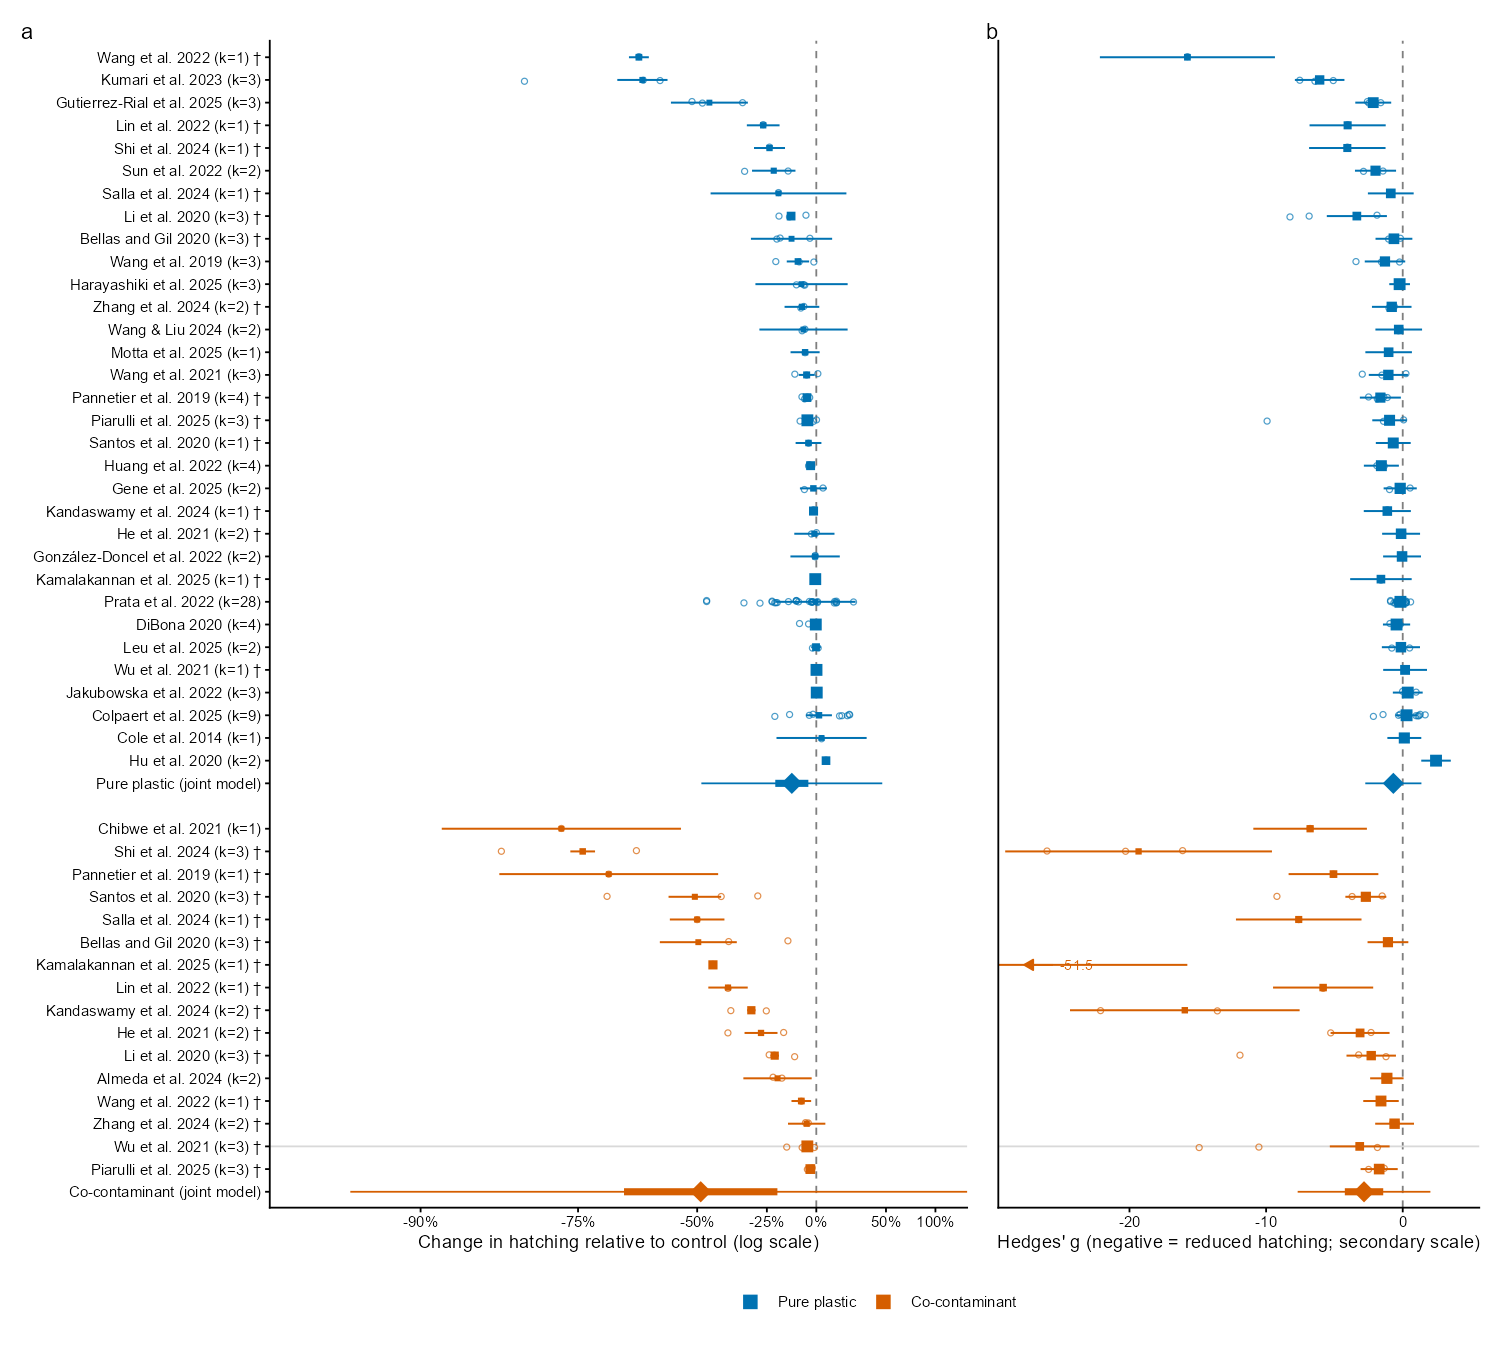 a
b
Wang et al. 2022 (k=1) †
Kumari et al. 2023 (k=3)
Gutierrez-Rial et al. 2025 (k=3)
Lin et al. 2022 (k=1) †
Shi et al. 2024 (k=1) †
Sun et al. 2022 (k=2)
Salla et al. 2024 (k=1) †
Li et al. 2020 (k=3) †
Bellas and Gil 2020 (k=3) †
Wang et al. 2019 (k=3)
Harayashiki et al. 2025 (k=3)
Zhang et al. 2024 (k=2) †
Wang & Liu 2024 (k=2)
Motta et al. 2025 (k=1)
Wang et al. 2021 (k=3)
Pannetier et al. 2019 (k=4) †
Piarulli et al. 2025 (k=3) †
Santos et al. 2020 (k=1) †
Huang et al. 2022 (k=4)
Gene et al. 2025 (k=2)
Kandaswamy et al. 2024 (k=1) †
He et al. 2021 (k=2) †
González-Doncel et al. 2022 (k=2)
Kamalakannan et al. 2025 (k=1) †
Prata et al. 2022 (k=28)
DiBona 2020 (k=4)
Leu et al. 2025 (k=2)
Wu et al. 2021 (k=1) †
Jakubowska et al. 2022 (k=3)
Colpaert et al. 2025 (k=9)
Cole et al. 2014 (k=1)
Hu et al. 2020 (k=2)
Pure plastic (joint model)
Chibwe et al. 2021 (k=1)
Shi et al. 2024 (k=3) †
Pannetier et al. 2019 (k=1) †
Santos et al. 2020 (k=3) †
Salla et al. 2024 (k=1) †
Bellas and Gil 2020 (k=3) †
Kamalakannan et al. 2025 (k=1) †
-51.5
Lin et al. 2022 (k=1) †
Kandaswamy et al. 2024 (k=2) †
He et al. 2021 (k=2) †
Li et al. 2020 (k=3) †
Almeda et al. 2024 (k=2)
Wang et al. 2022 (k=1) †
Zhang et al. 2024 (k=2) †
Wu et al. 2021 (k=3) †
Piarulli et al. 2025 (k=3) †
Co-contaminant (joint model)
-90% -75% -50% -25% 0% 50% 100%
Change in hatching relative to control (log scale)
-20 -10 0
Hedges' g (negative = reduced hatching; secondary scale)
Pure plastic Co-contaminant